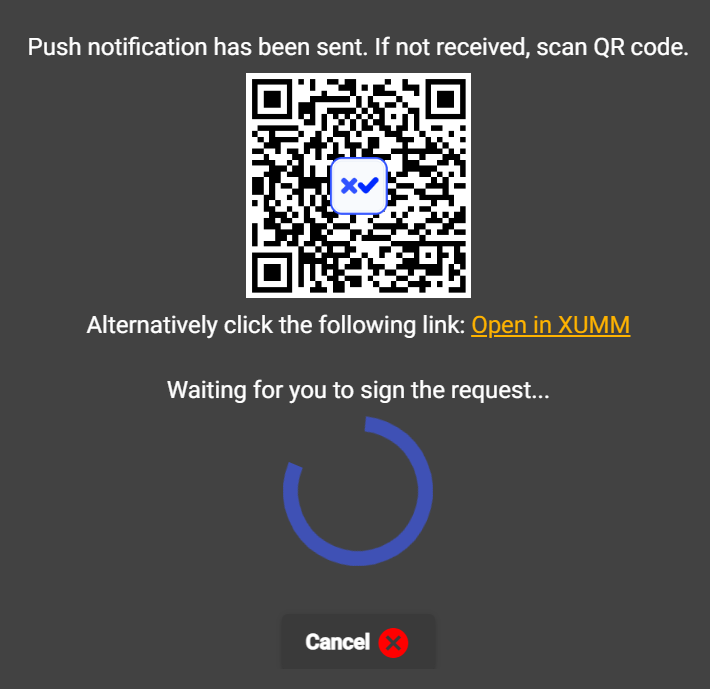 Push notification has been sent. If not received, scan QR code.
Alternatively click the following link: Open in XUMM
Waiting for you to sign the request...
Cancel